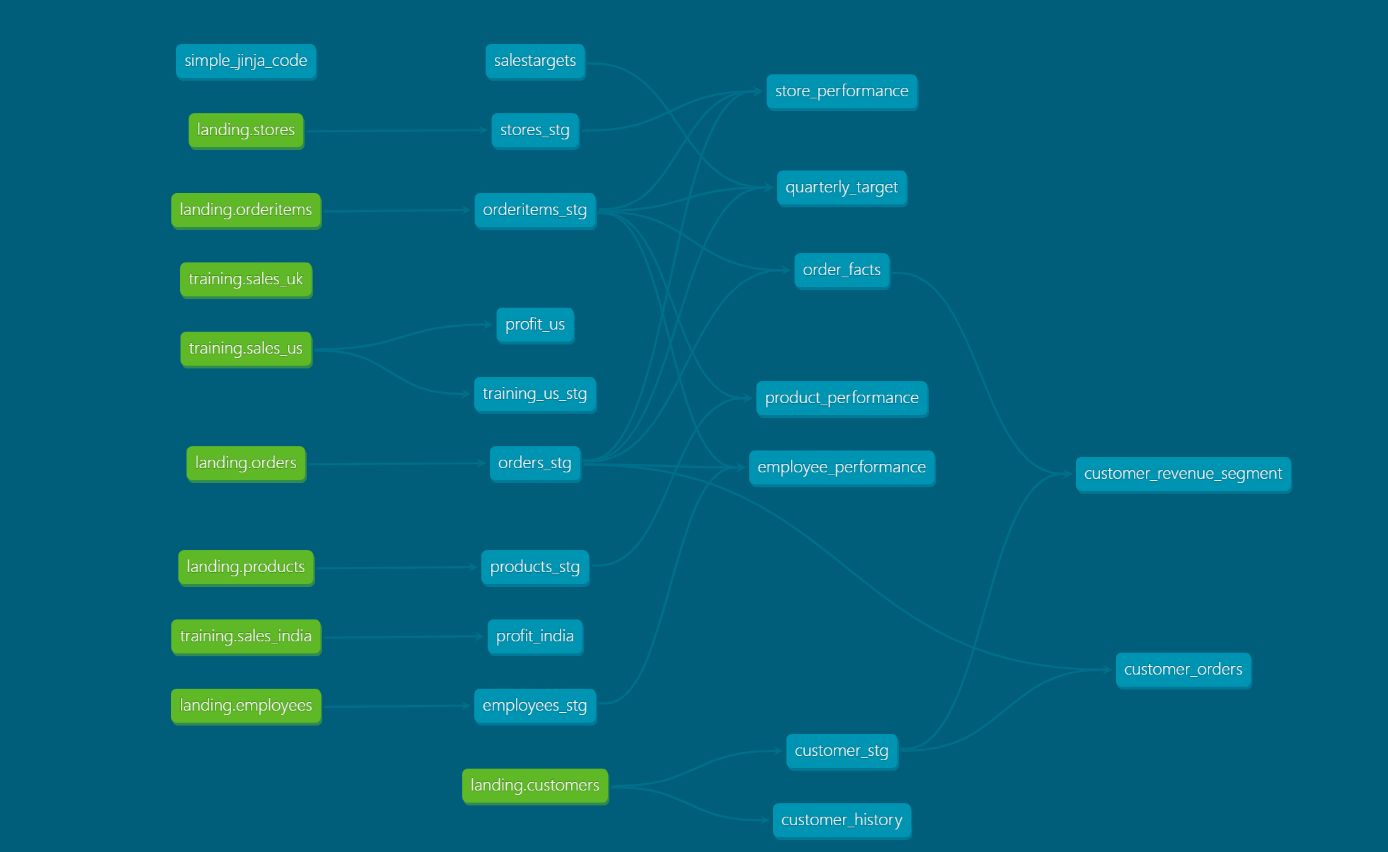 simple_jinja_code
salestargets
store_performance
landing.stores
stores_stg
quarterly_target
landing.orderitems
orderitems_stg
order_facts
training.sales_uk
profit_us
training.sales_us
training_us_stg
product_performance
landing.orders
orders_stg
employee_performance
customer_revenue_segment
landing.products
products_stg
training.sales_india
profit_india
customer_orders
landing.employees
employees_stg
customer_stg
landing.customers
customer_history